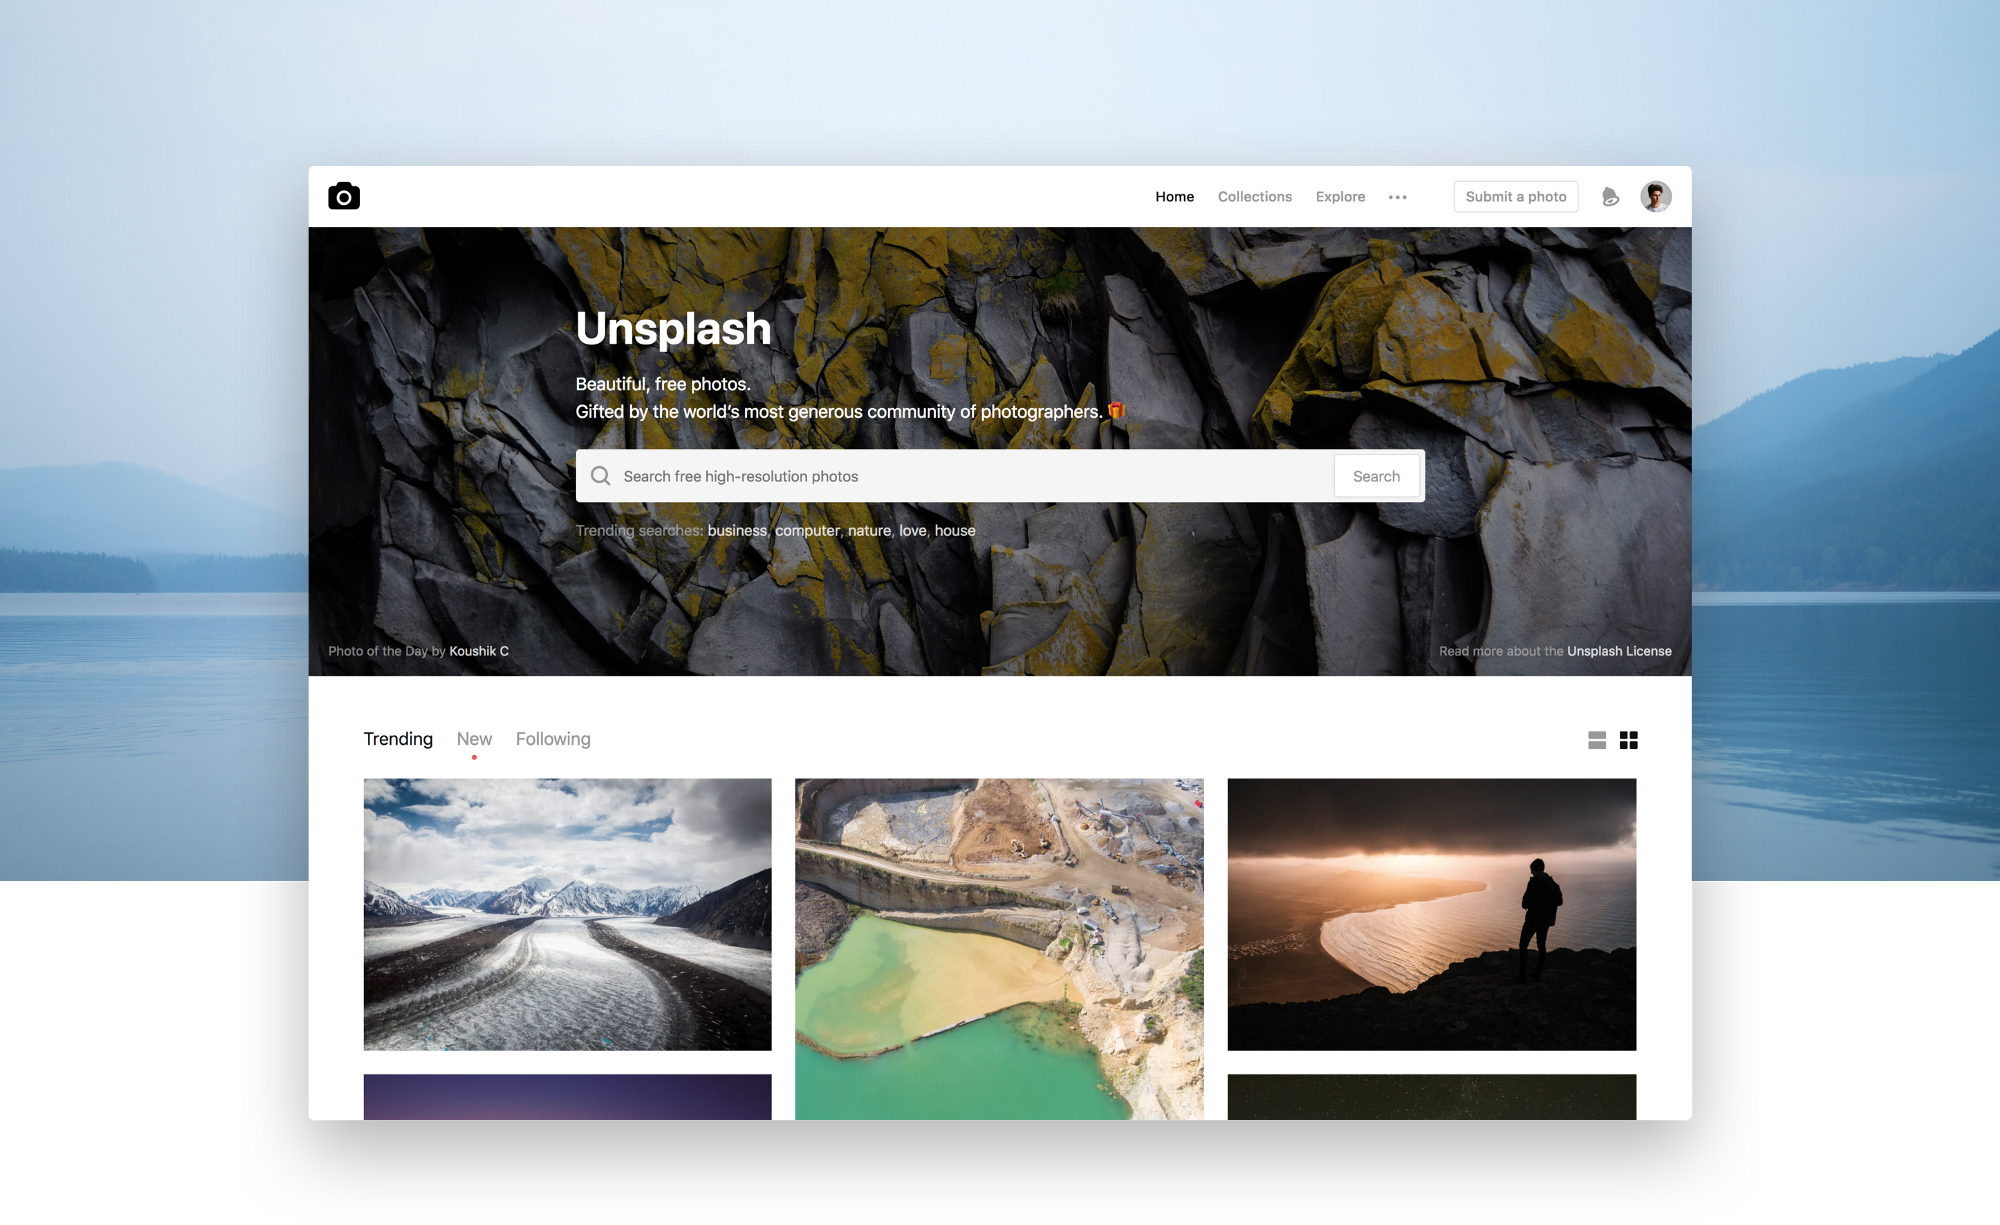 Home Collections Explore Submit a photo
Unsplash
Beautiful, free photos.
Gifted by the world’s most generous community of photographers. 🎁
Search free high-resolution photos Search
Trending searches: business, computer, nature, love, house
Photo of the Day by Koushik C Read more about the Unsplash License
Trending New Following